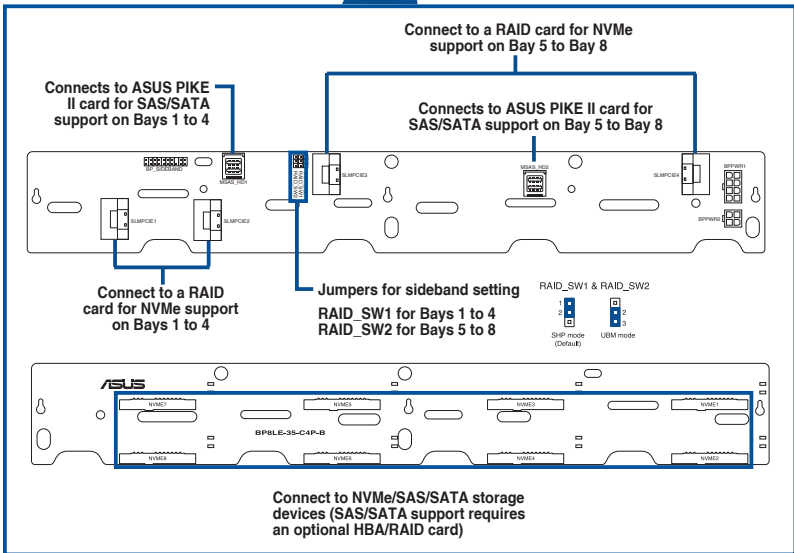 Connect to a RAID card for NVMe
support on Bay 5 to Bay 8
Connects to ASUS PIKE
II card for SAS/SATA
support on Bays 1 to 4
Connects to ASUS PIKE II card for
SAS/SATA support on Bay 5 to Bay 8
BP_SIDEBAND
MSAS_HD1
RAID_SW1
RAID_SW2
SLMPCIE3
MSAS_HD2
SLMPCIE4
BPPWR1
SLMPCIE1
SLMPCIE2
BPPWR2
Connect to a RAID
card for NVMe support
on Bays 1 to 4
Jumpers for sideband setting
RAID_SW1 for Bays 1 to 4
RAID_SW2 for Bays 5 to 8
RAID_SW1 & RAID_SW2
1
2
2
3
SHP mode
(Default)
UBM mode
ASUS
NVME7
NVME5
NVME3
NVME1
BP8LE-35-C4P-B
NVME8
NVME6
NVME4
NVME2
Connect to NVMe/SAS/SATA storage
devices (SAS/SATA support requires
an optional HBA/RAID card)